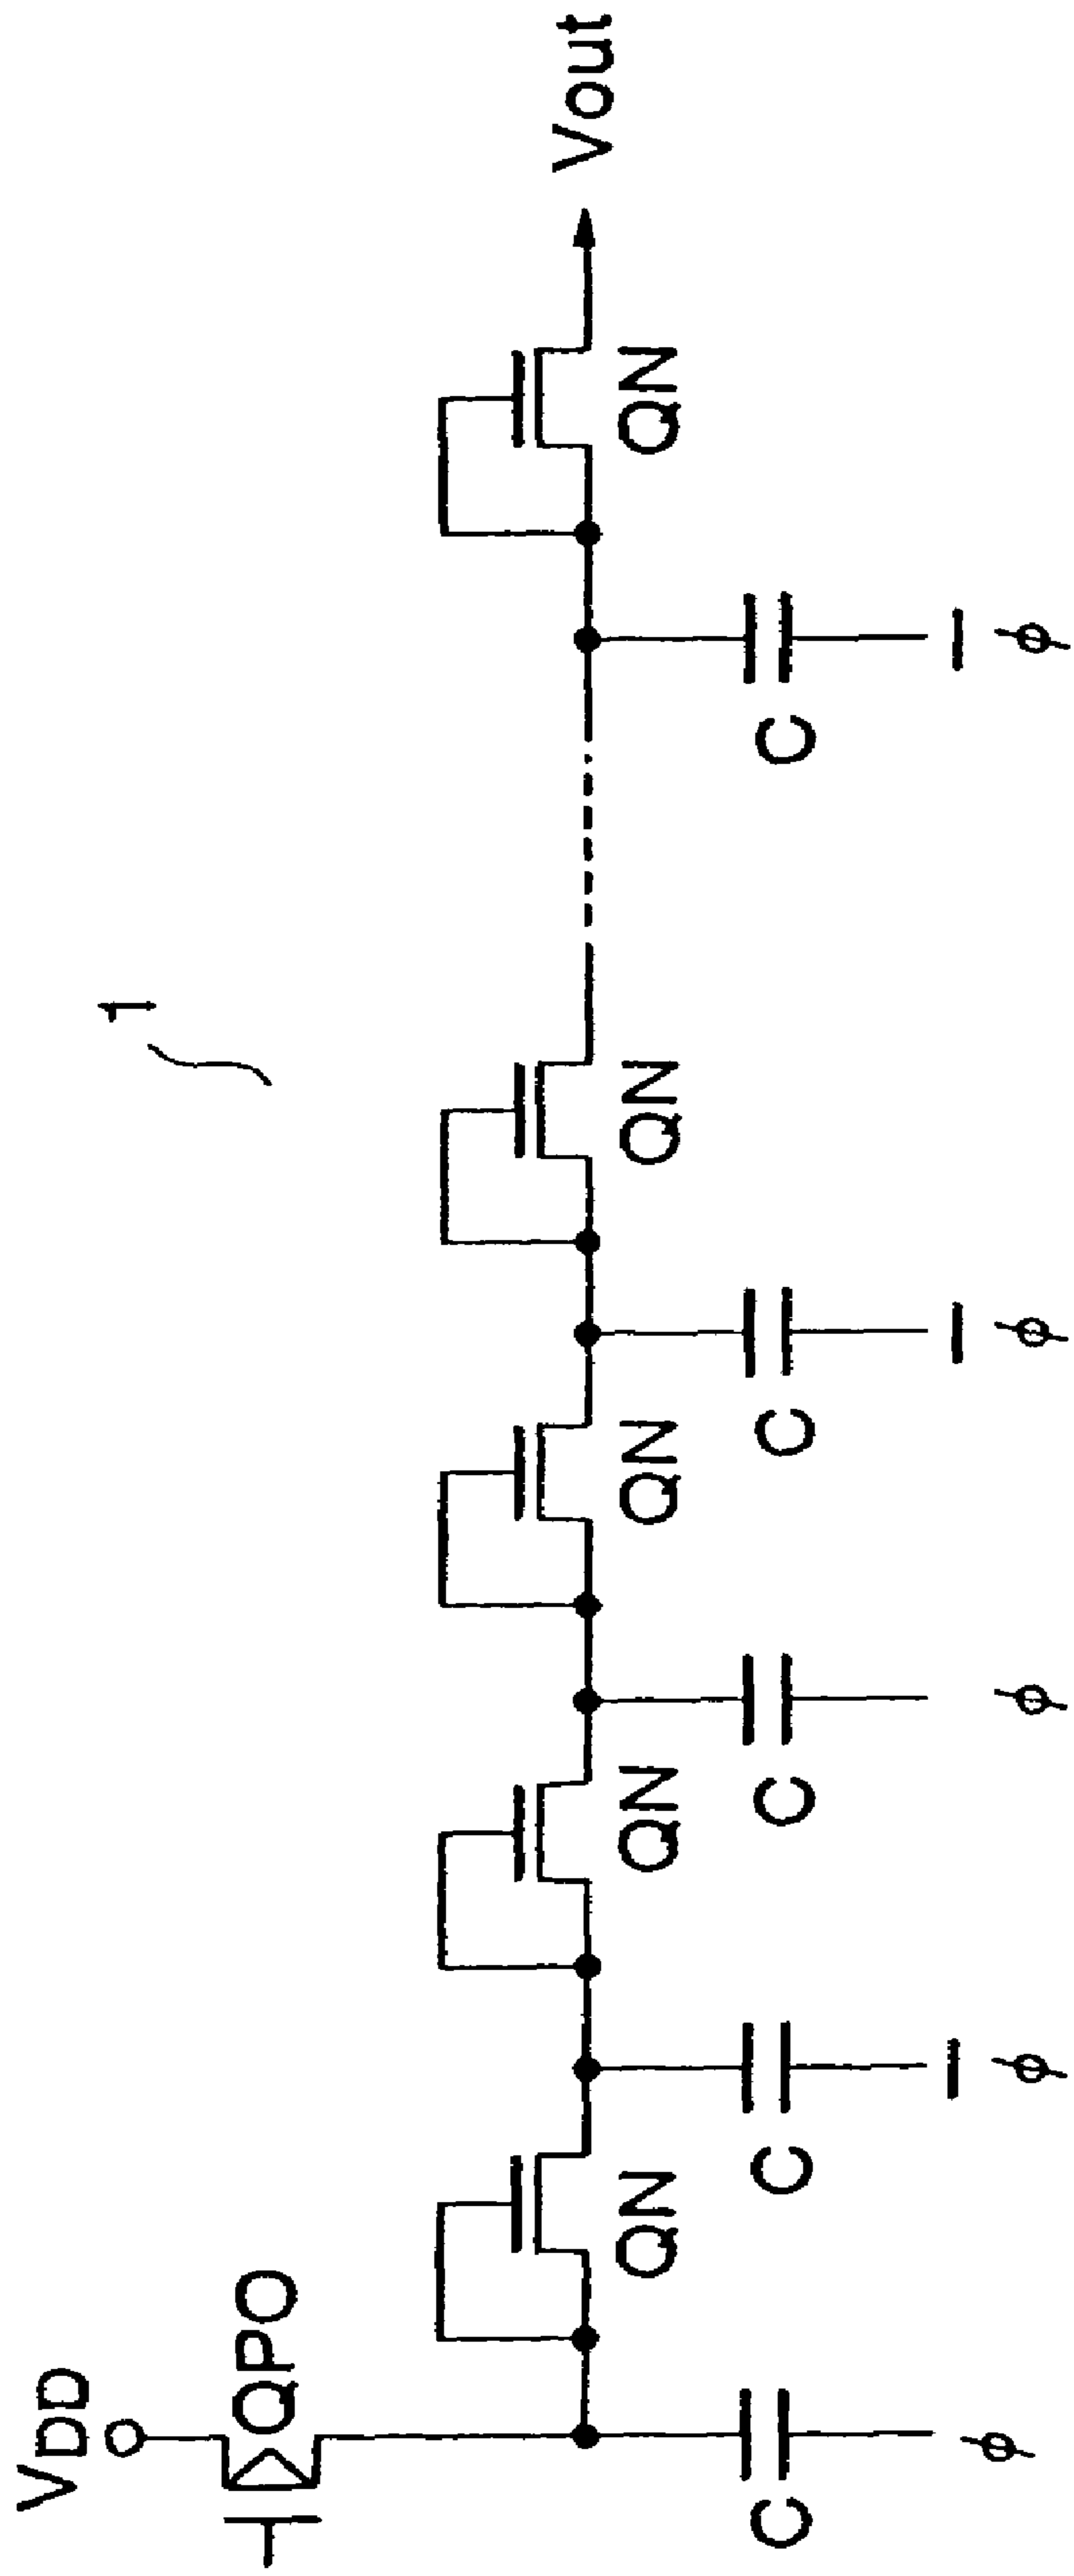 VDD
1
QPO
Vout
QN QN QN QN QN
C C C C C
ϕ ϕ̅ ϕ ϕ̅ ϕ̅